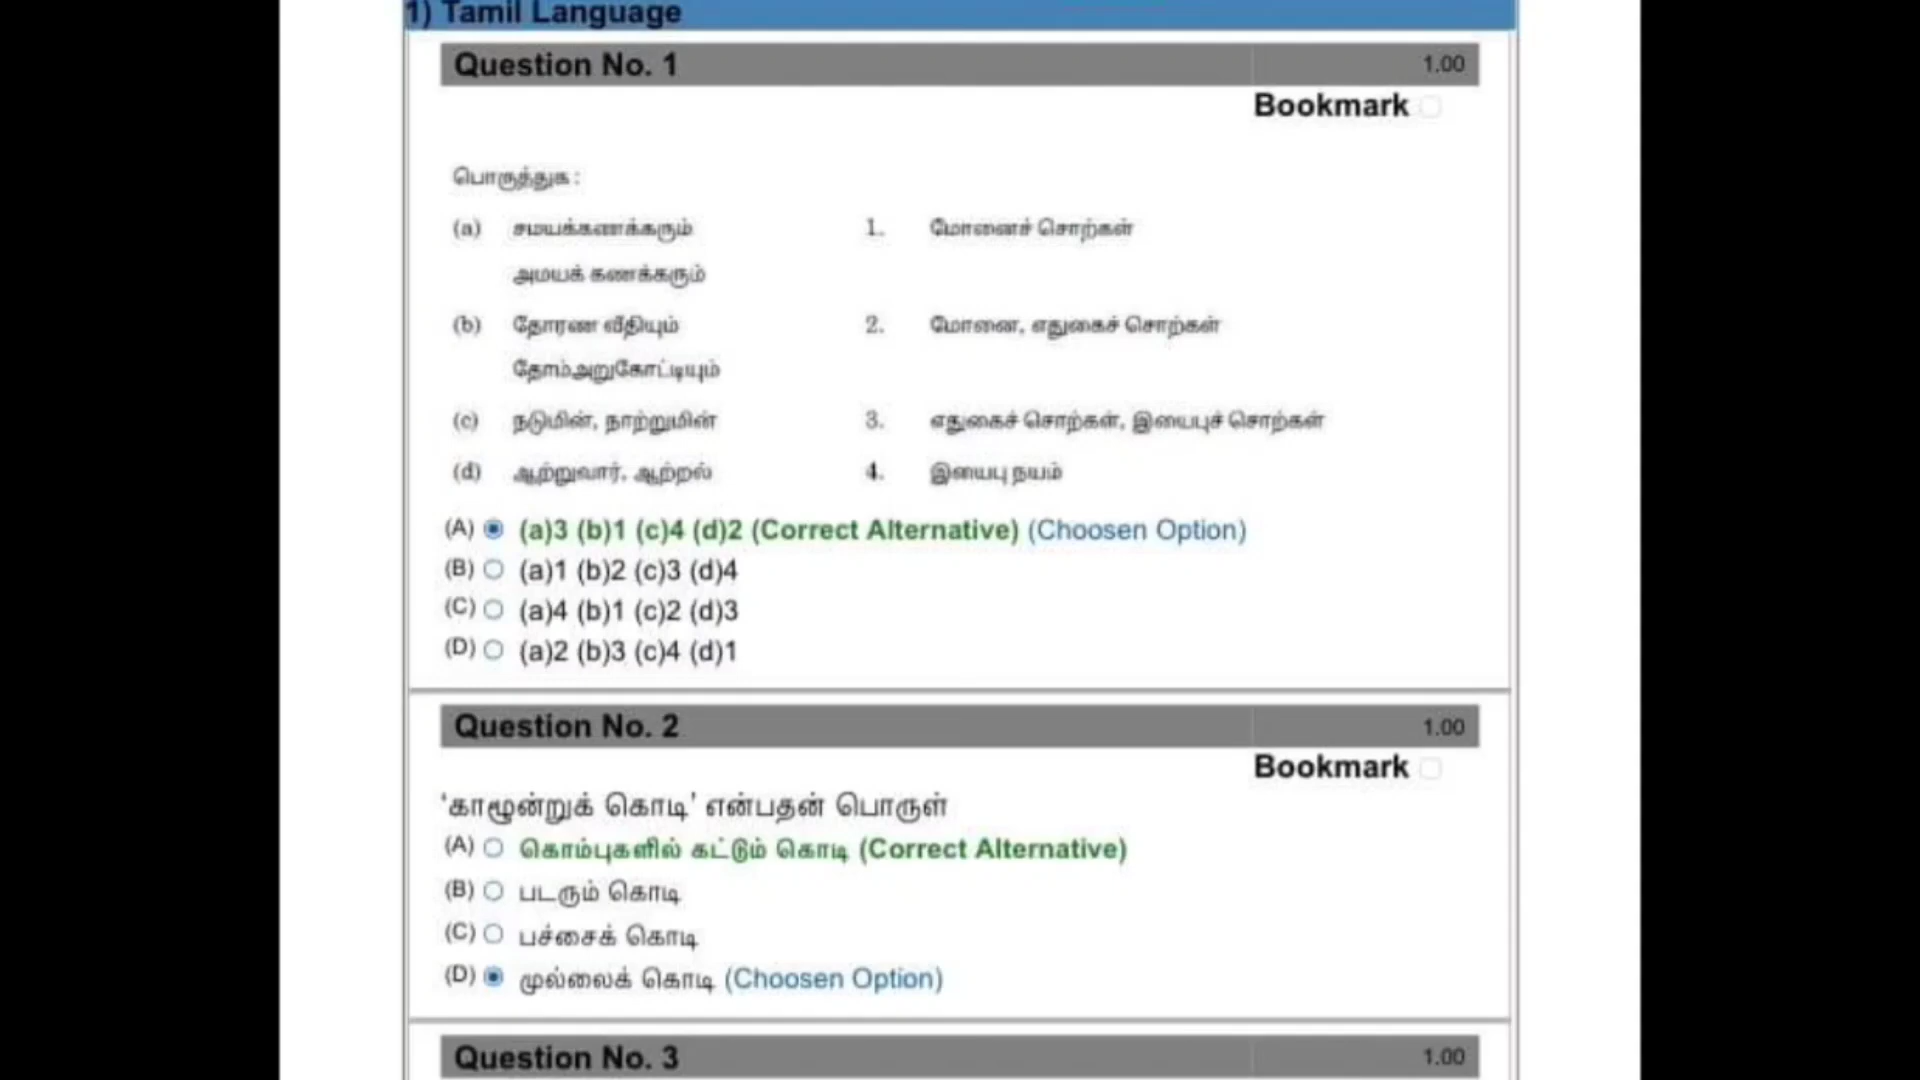 1) Tamil Language
Question No. 1 1.00
Bookmark
பொருத்துக :
(a) சமயக்கணக்கரும் 1. மோனைச் சொற்கள்
அமயக் கணக்கரும்
(b) தோரண வீதியும் 2. மோனை, எதுகைச் சொற்கள்
தோம்அறுகோட்டியும்
(c) நடுமின், நாற்றுமின் 3. எதுகைச் சொற்கள், இயைபுச் சொற்கள்
(d) ஆற்றுவார், ஆற்றல் 4. இயைபு நயம்
(A) (a)3 (b)1 (c)4 (d)2 (Correct Alternative) (Choosen Option)
(B) (a)1 (b)2 (c)3 (d)4
(C) (a)4 (b)1 (c)2 (d)3
(D) (a)2 (b)3 (c)4 (d)1
Question No. 2 1.00
Bookmark
‘காமூன்றுக் கொடி’ என்பதன் பொருள்
(A) கொம்புகளில் கட்டும் கொடி (Correct Alternative)
(B) படரும் கொடி
(C) பச்சைக் கொடி
(D) முல்லைக் கொடி (Choosen Option)
Question No. 3 1.00